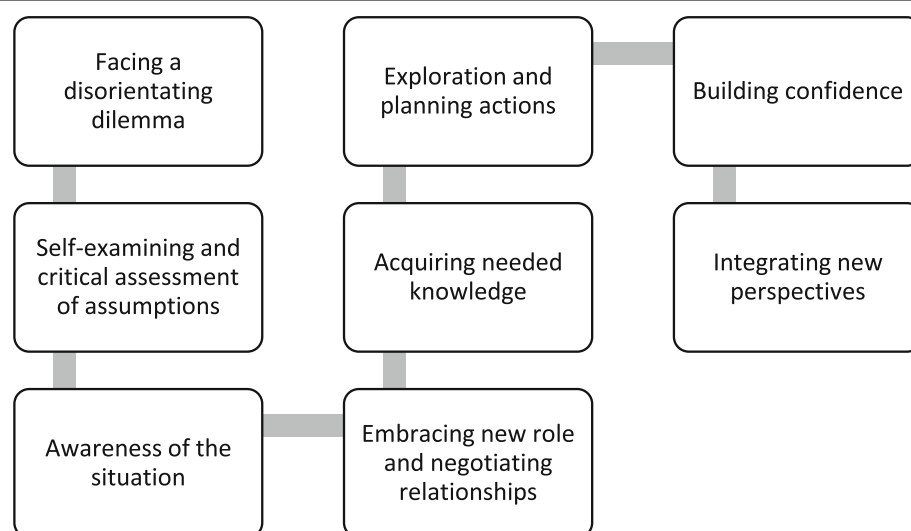 Facing a
disorientating
dilemma
Self-examining and
critical assessment
of assumptions
Awareness of the
situation
Embracing new role
and negotiating
relationships
Acquiring needed
knowledge
Exploration and
planning actions
Building confidence
Integrating new
perspectives